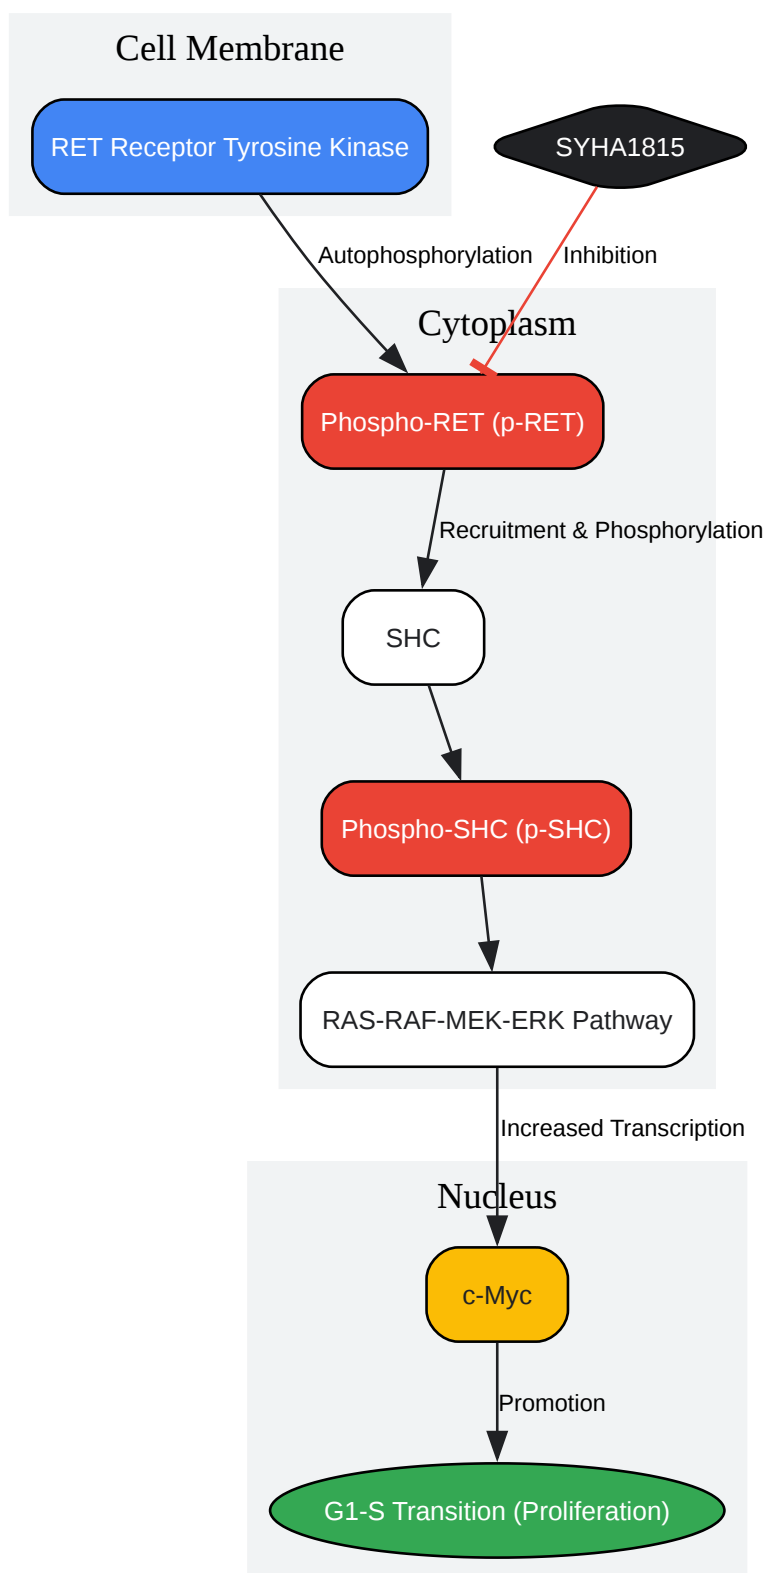 Cell Membrane
RET Receptor Tyrosine Kinase
SYHA1815
Autophosphorylation
Inhibition
Cytoplasm
Phospho-RET (p-RET)
Recruitment & Phosphorylation
SHC
Phospho-SHC (p-SHC)
RAS-RAF-MEK-ERK Pathway
Increased Transcription
Nucleus
c-Myc
Promotion
G1-S Transition (Proliferation)